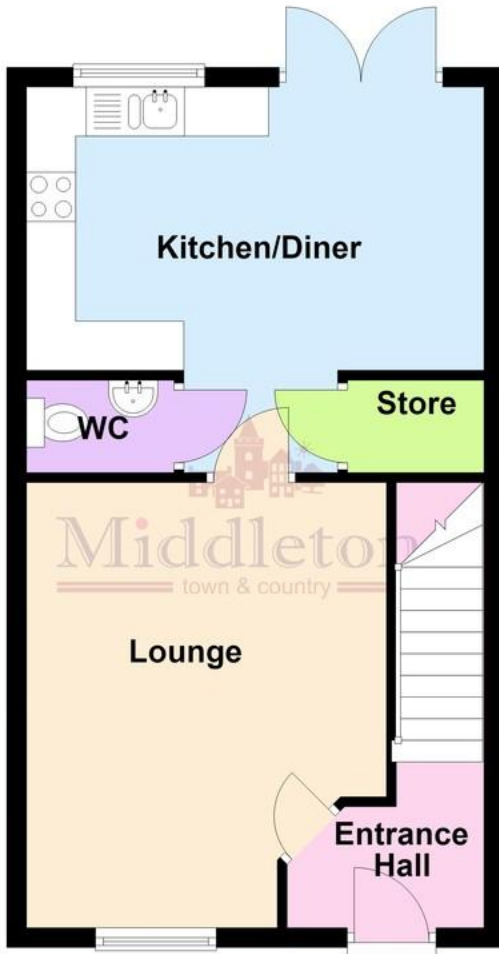 Kitchen/Diner
WC
Store
Middleton
town & country
Lounge
Entrance
Hall